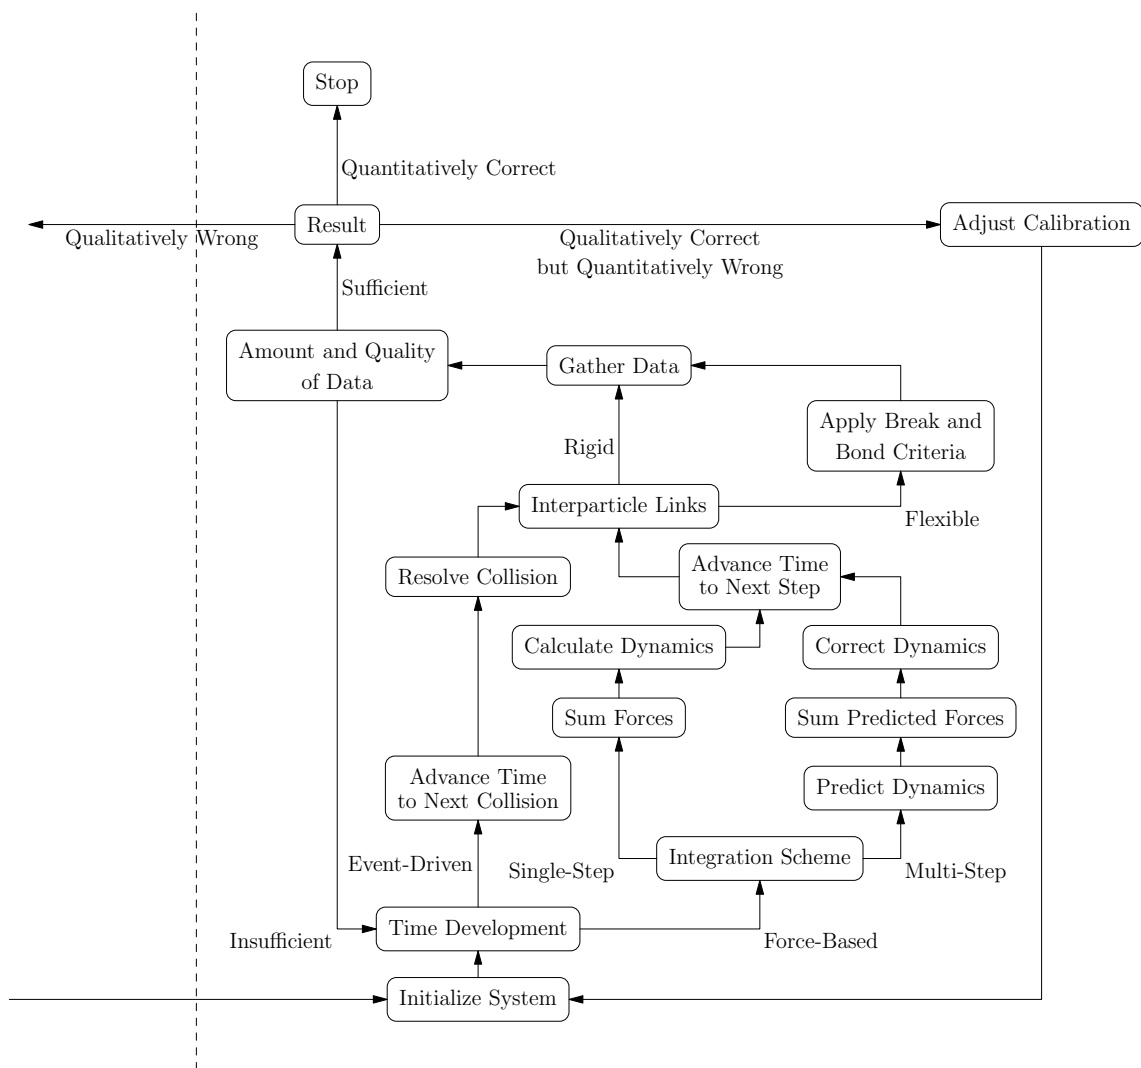 Stop
Quantitatively Correct
Result
Adjust Calibration
Qualitatively Wrong
Qualitatively Correct
but Quantitatively Wrong
Sufficient
Amount and Quality
of Data
Gather Data
Apply Break and
Bond Criteria
Rigid
Interparticle Links
Flexible
Resolve Collision
Advance Time
to Next Step
Calculate Dynamics
Correct Dynamics
Sum Forces
Sum Predicted Forces
Advance Time
to Next Collision
Predict Dynamics
Event-Driven
Single-Step
Integration Scheme
Multi-Step
Insufficient
Time Development
Force-Based
Initialize System